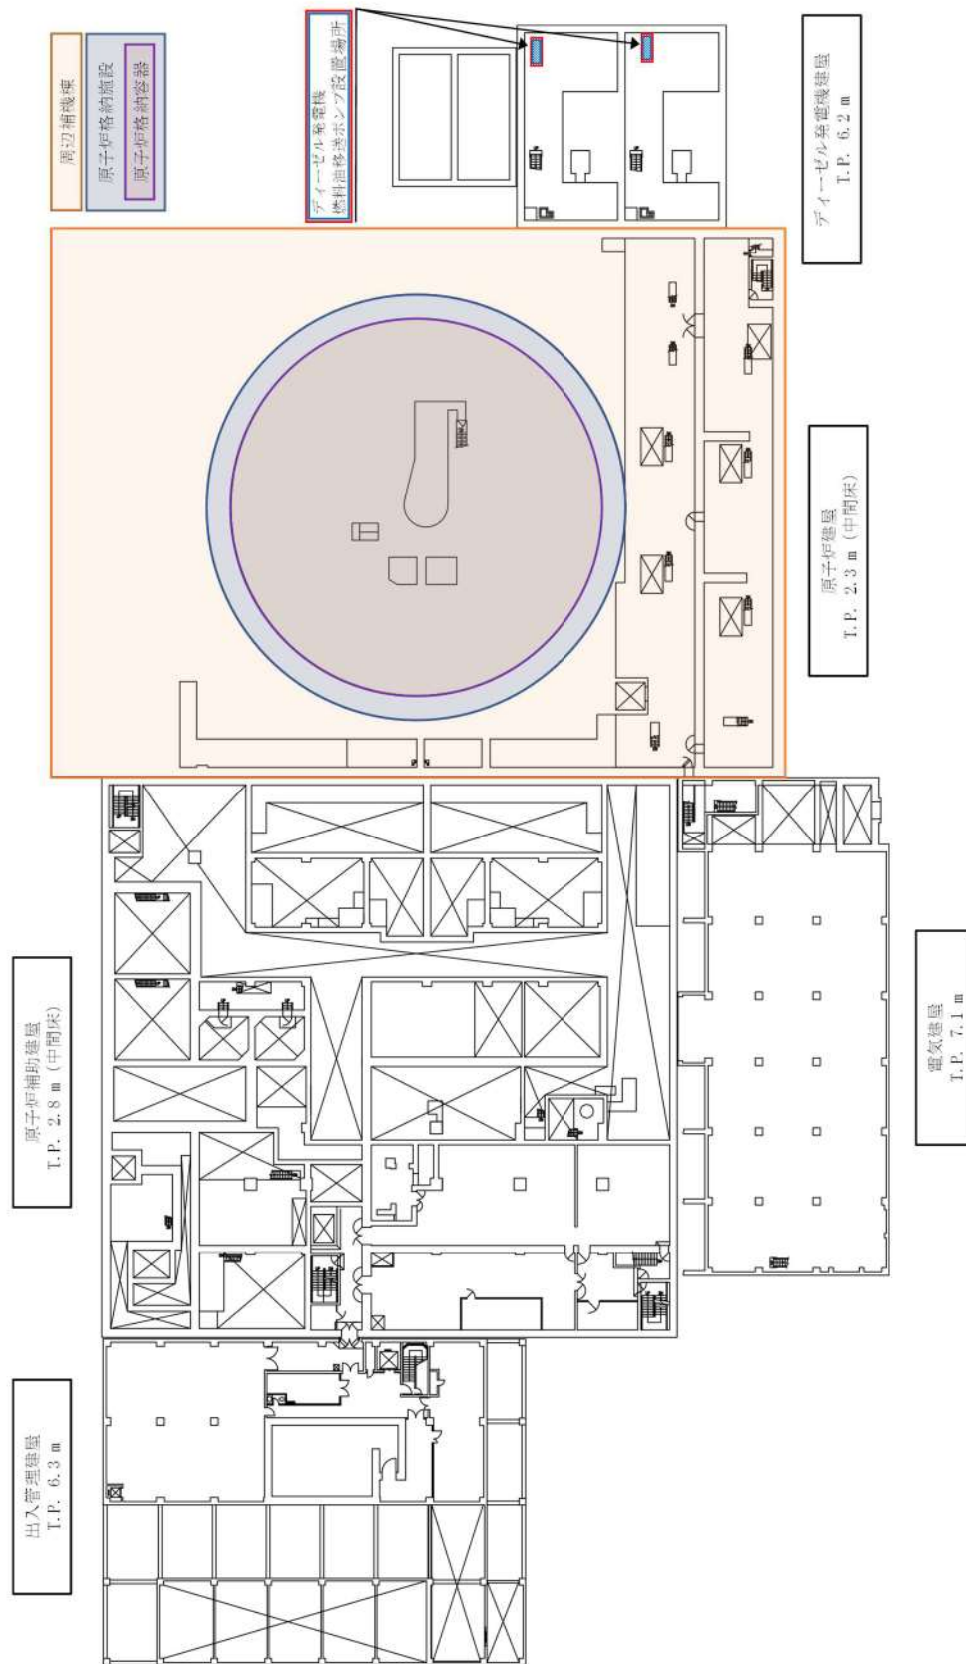 周辺補機棟
原子炉格納施設
原子炉格納容器
ディーゼル発電機
燃料油移送ポンプ設置場所
ディーゼル発電機建屋
T.P. 6.2 m
原子炉建屋
T.P. 2.3 m (中間床)
原子炉補助建屋
T.P. 2.8 m (中間床)
電気建屋
T.P. 7.1 m
出入管理建屋
T.P. 6.3 m